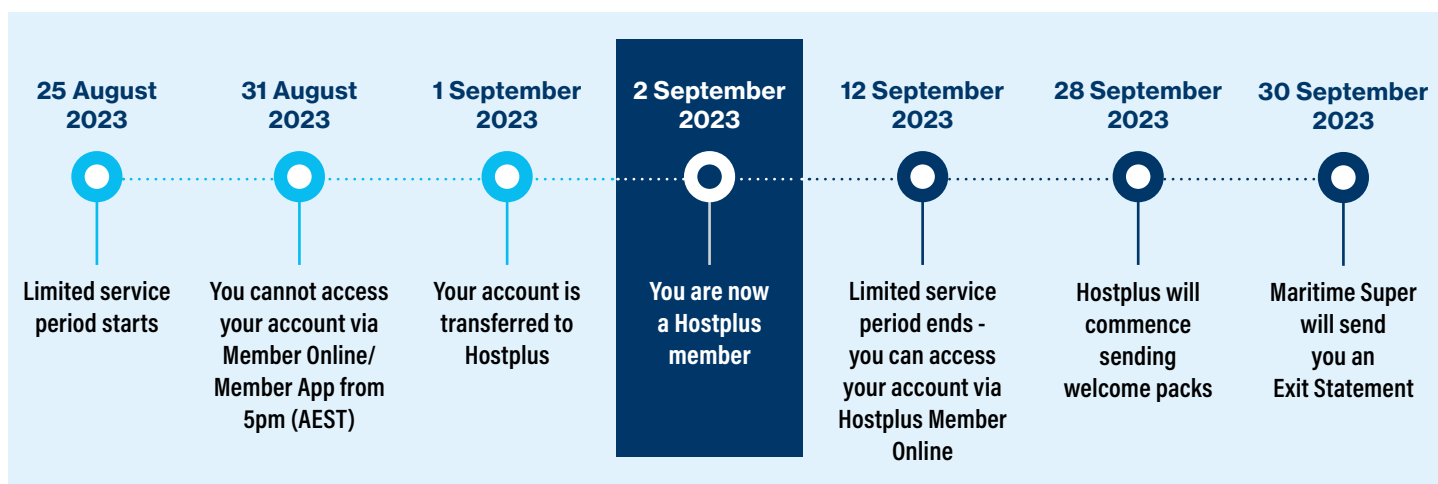 25 August
2023
Limited service
period starts
31 August
2023
You cannot access
your account via
Member Online/
Member App from
5pm (AEST)
1 September
2023
Your account is
transferred to
Hostplus
2 September
2023
You are now
a Hostplus
member
12 September
2023
Limited service
period ends -
you can access
your account via
Hostplus Member
Online
28 September
2023
Hostplus will
commence
sending
welcome packs
30 September
2023
Maritime Super
will send
you an
Exit Statement